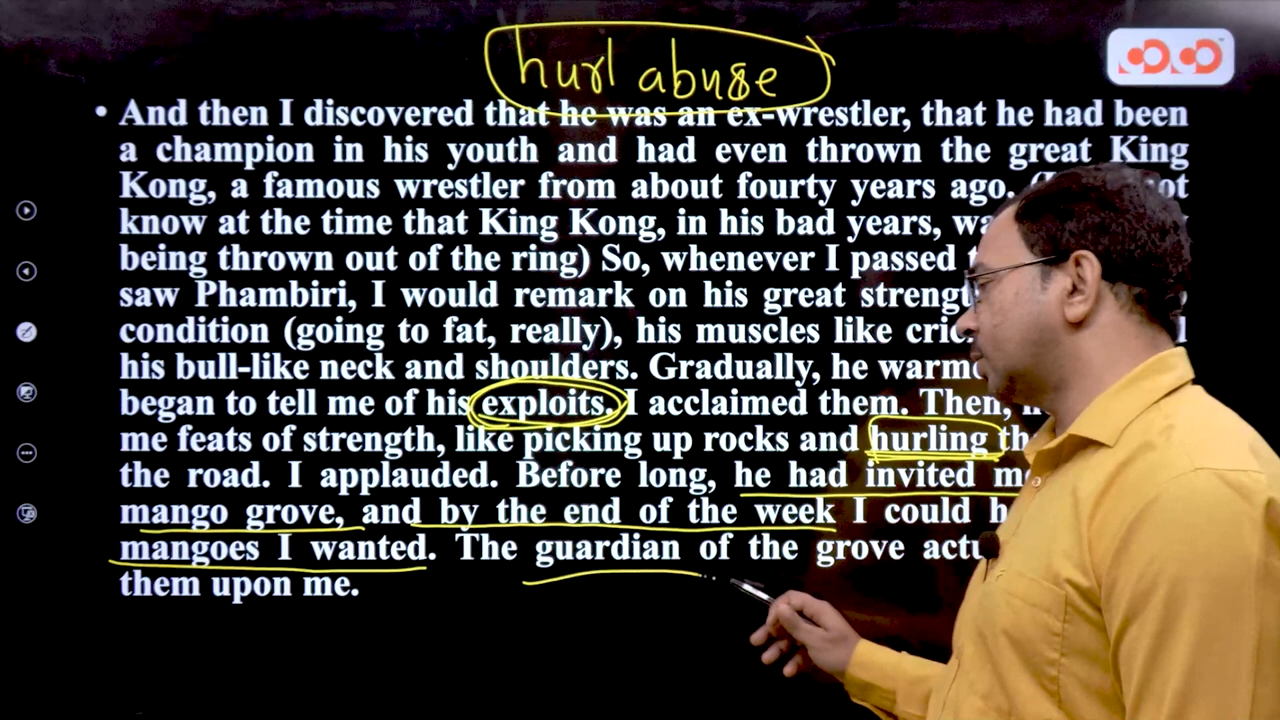 hurl abuse
• And then I discovered that he was an ex-wrestler, that he had been
a champion in his youth and had even thrown the great King
Kong, a famous wrestler from about fourty years ago.
know at the time that King Kong, in his bad years,
being thrown out of the ring) So, whenever I passed
saw Phambiri, I would remark on his great
condition (going to fat, really), his muscles like
his bull-like neck and shoulders. Gradually, he
began to tell me of his exploits. I acclaimed them. Then,
me feats of strength, like picking up rocks and hurling
the road. I applauded. Before long, he had invited
mango grove, and by the end of the week I could
mangoes I wanted. The guardian of the grove
them upon me.